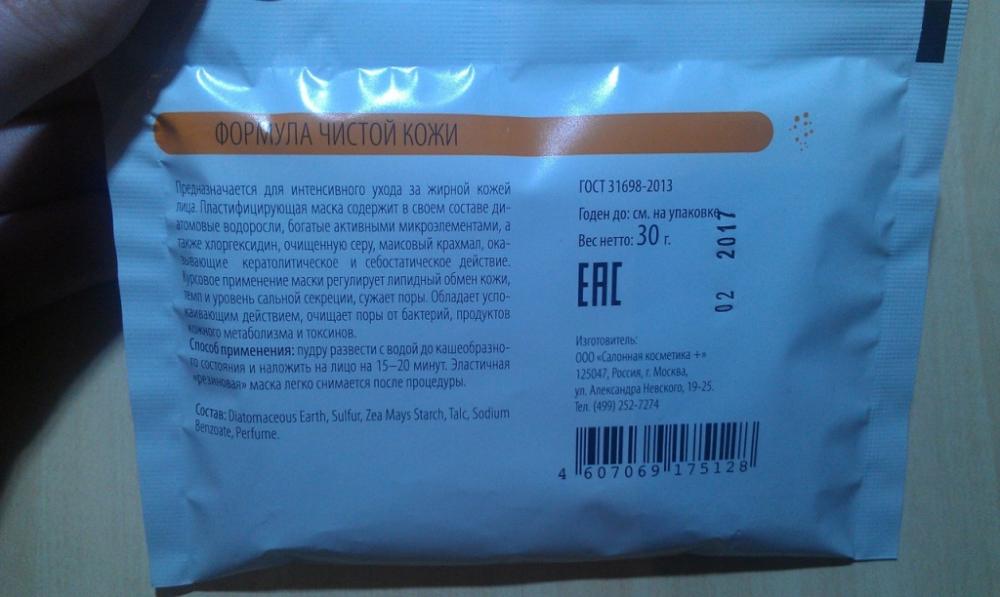 ФОРМУЛА ЧИСТОЙ КОЖИ
Предназначается для интенсивного ухода за жирной кожей
лица. Пластифицирующая маска содержит в своем составе ди-
атомовые водоросли, богатые активными микроэлементами, а
также хлоргексидин, очищенную серу, маисовый крахмал, ока-
зывающие кератолитическое и себостатическое действие.
Курсовое применение маски регулирует липидный обмен кожи,
темп и уровень сальной секреции, сужает поры. Обладает успо-
каивающим действием, очищает поры от бактерий, продуктов
кожного метаболизма и токсинов.
Способ применения: пудру развести с водой до кашеобразно-
го состояния и наложить на лицо на 15–20 минут. Эластичная
«резиновая» маска легко снимается после процедуры.
Состав: Diatomaceous Earth, Sulfur, Zea Mays Starch, Talc, Sodium
Benzoate, Perfume.
ГОСТ 31698-2013
Годен до: см. на упаковке
Вес нетто: 30 г.
02 2017
EAC
Изготовитель:
ООО «Салонная косметика +»
125047, Россия, г. Москва,
ул. Александра Невского, 19-25.
Тел. (499) 252-7274
4 607069 175128